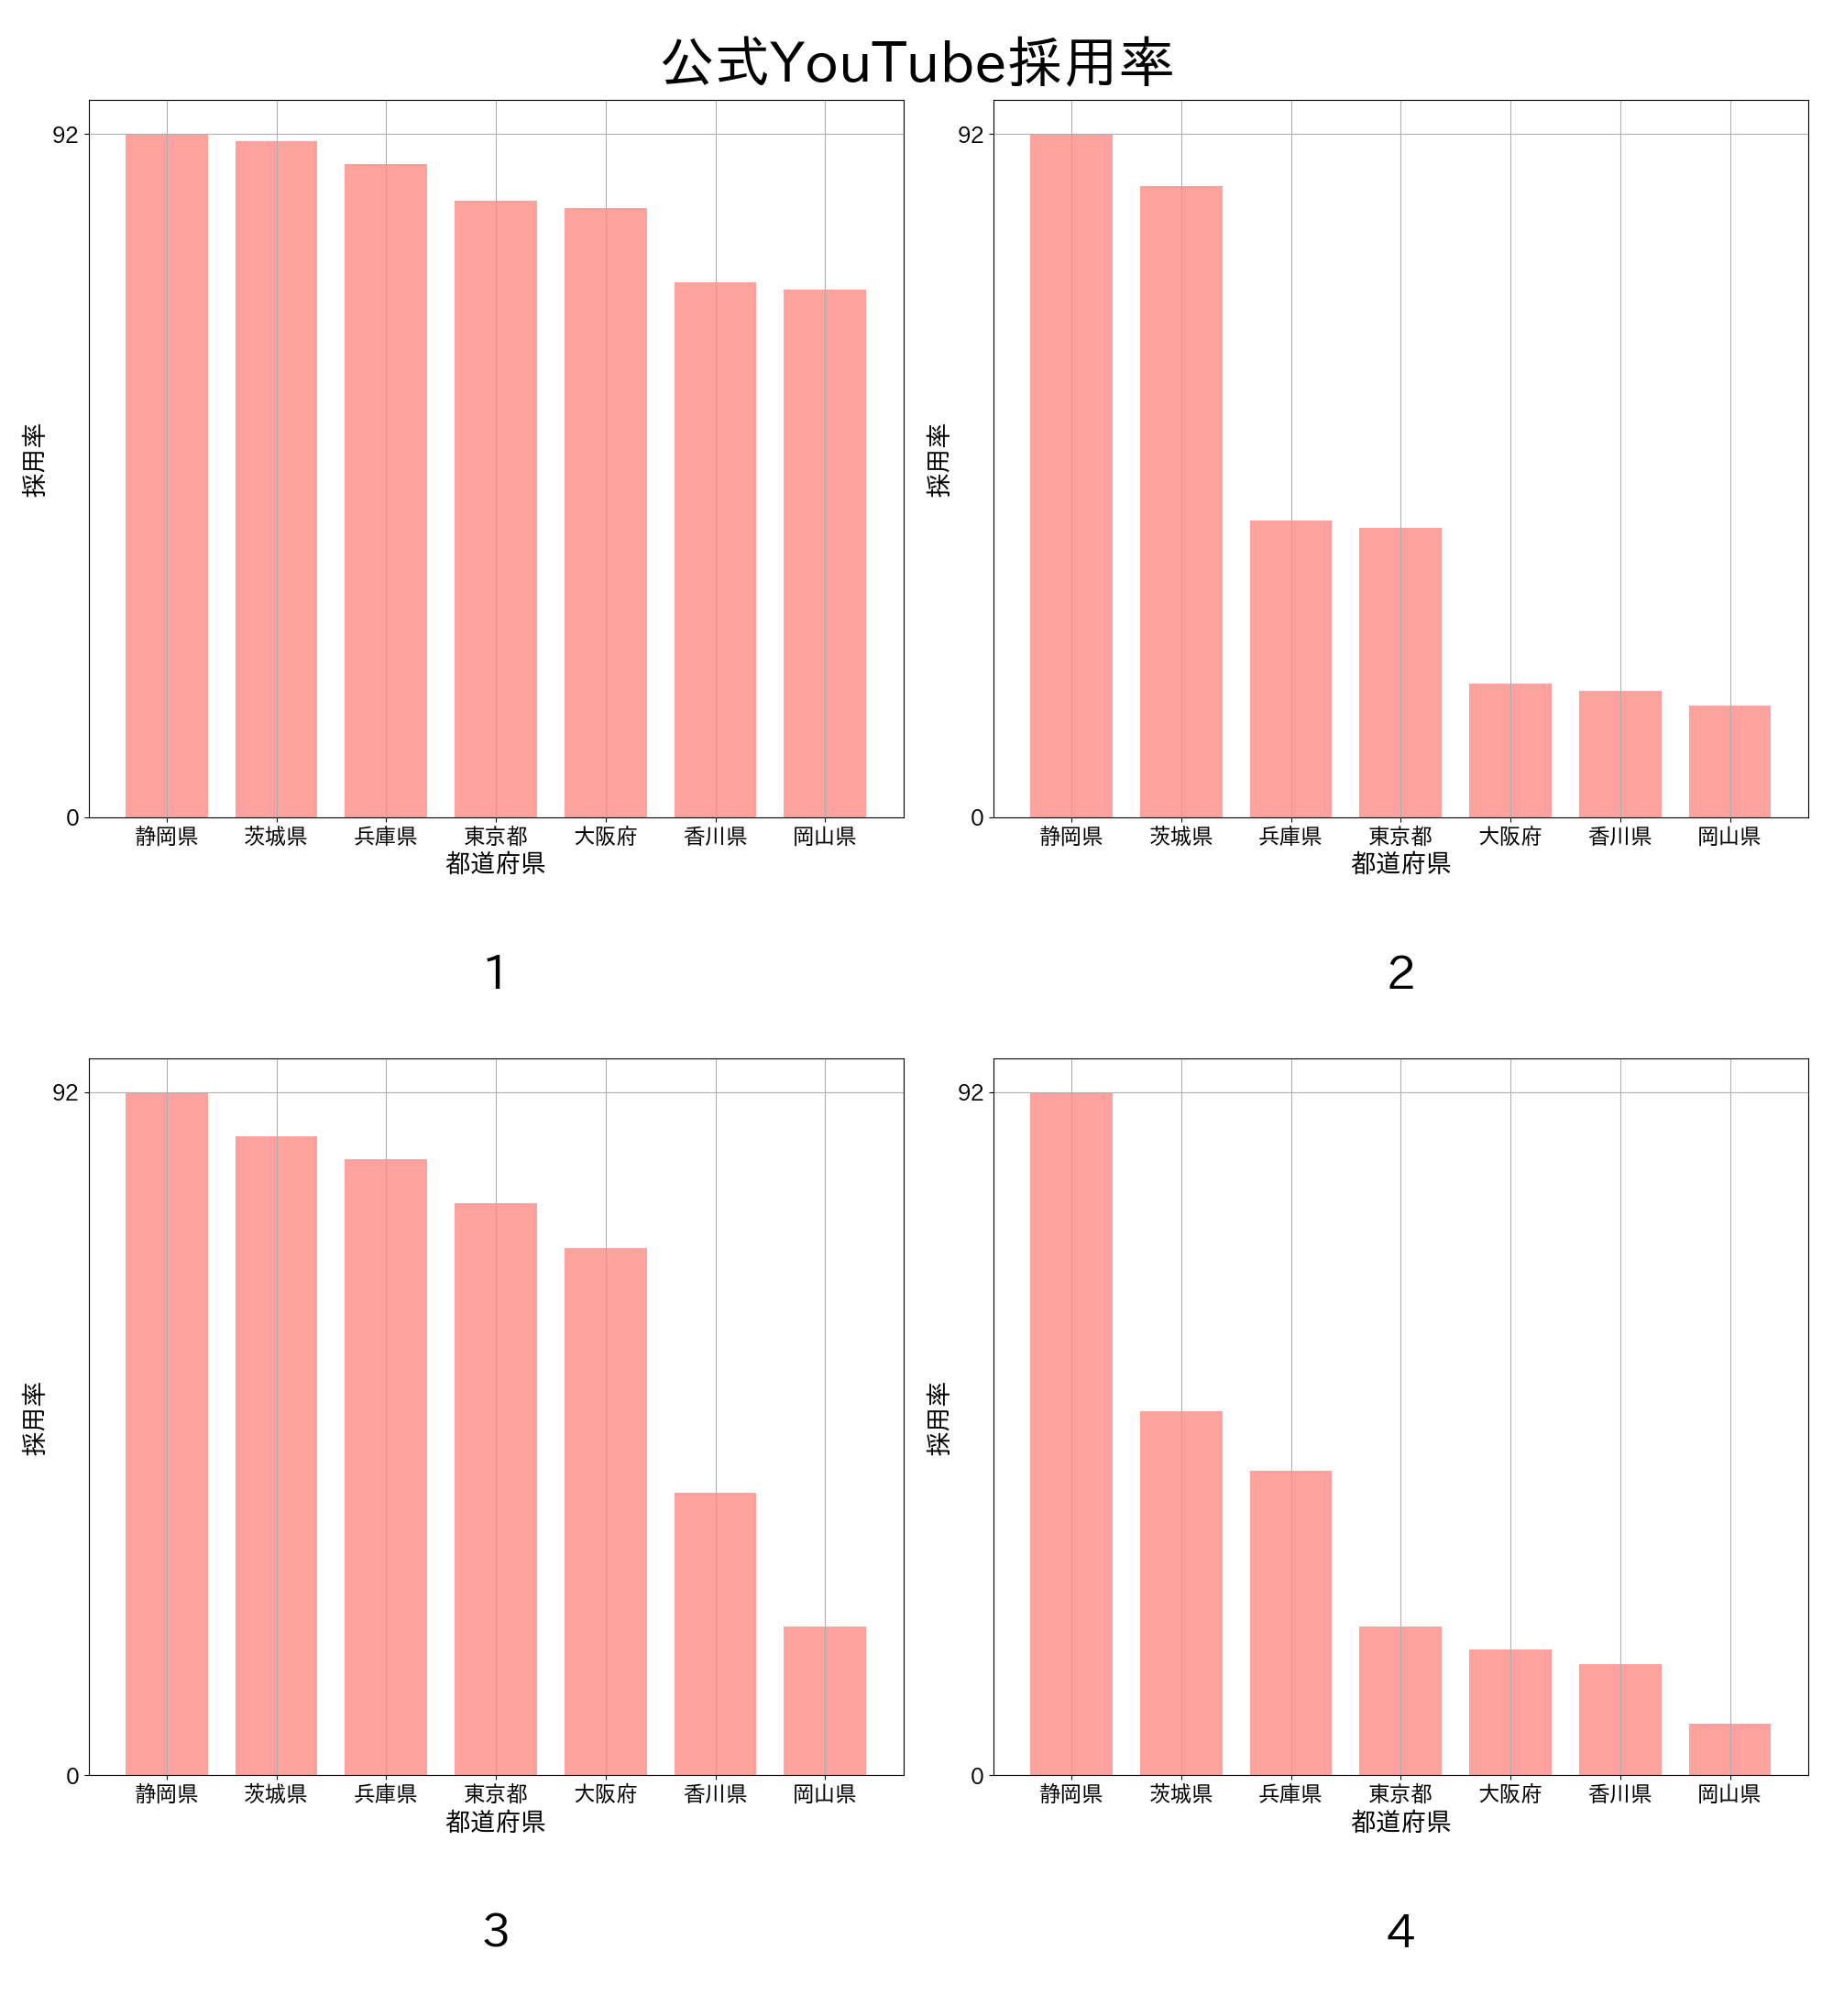 公式YouTube採用率
92
0
採用率
静岡県 茨城県 兵庫県 東京都 大阪府 香川県 岡山県
都道府県
1
92
0
採用率
静岡県 茨城県 兵庫県 東京都 大阪府 香川県 岡山県
都道府県
2
92
0
採用率
静岡県 茨城県 兵庫県 東京都 大阪府 香川県 岡山県
都道府県
3
92
0
採用率
静岡県 茨城県 兵庫県 東京都 大阪府 香川県 岡山県
都道府県
4